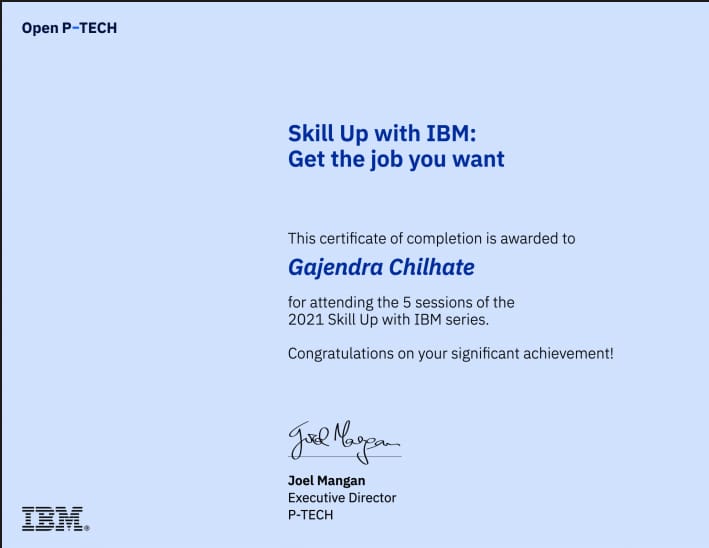 Open P-TECH
Skill Up with IBM:
Get the job you want
This certificate of completion is awarded to
Gajendra Chilhate
for attending the 5 sessions of the
2021 Skill Up with IBM series.
Congratulations on your significant achievement!
Joel Mangan
Joel Mangan
Executive Director
P-TECH
IBM®